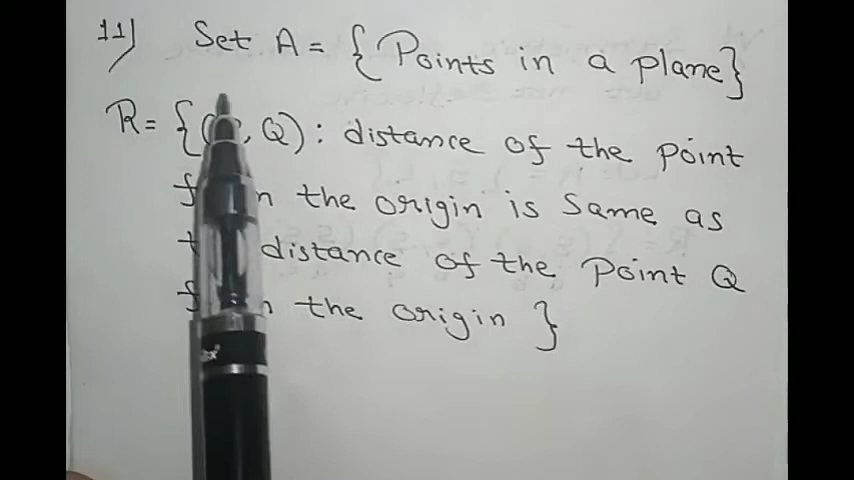 11) Set A = {Points in a plane}
R = {( , Q) : distance of the point
the origin is same as
distance of the Point Q
the origin }